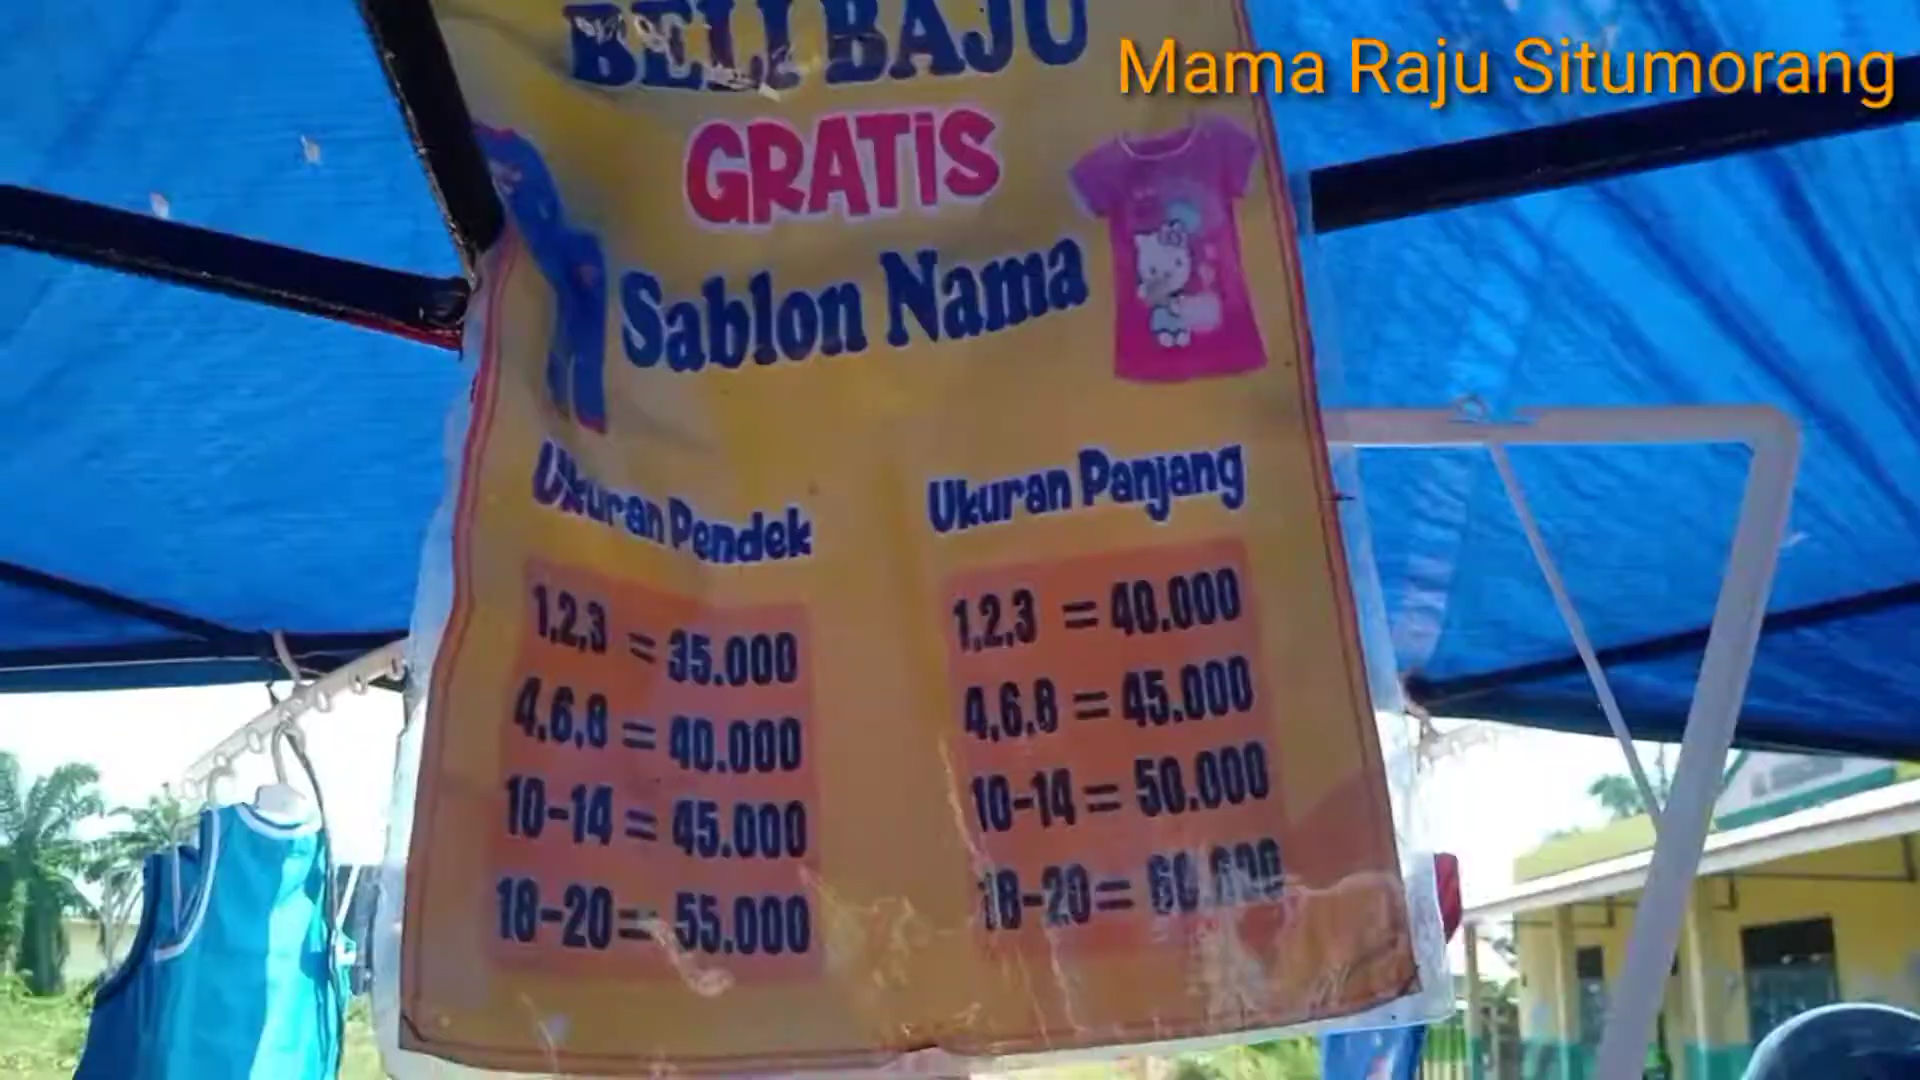 Mama Raju Situmorang
BELI BAJU
GRATIS
Sablon Nama
Ukuran Pendek
1,2,3 = 35.000
4,6,8 = 40.000
10-14 = 45.000
18-20 = 55.000
Ukuran Panjang
1,2,3 = 40.000
4,6,8 = 45.000
10-14 = 50.000
18-20 = 60.000